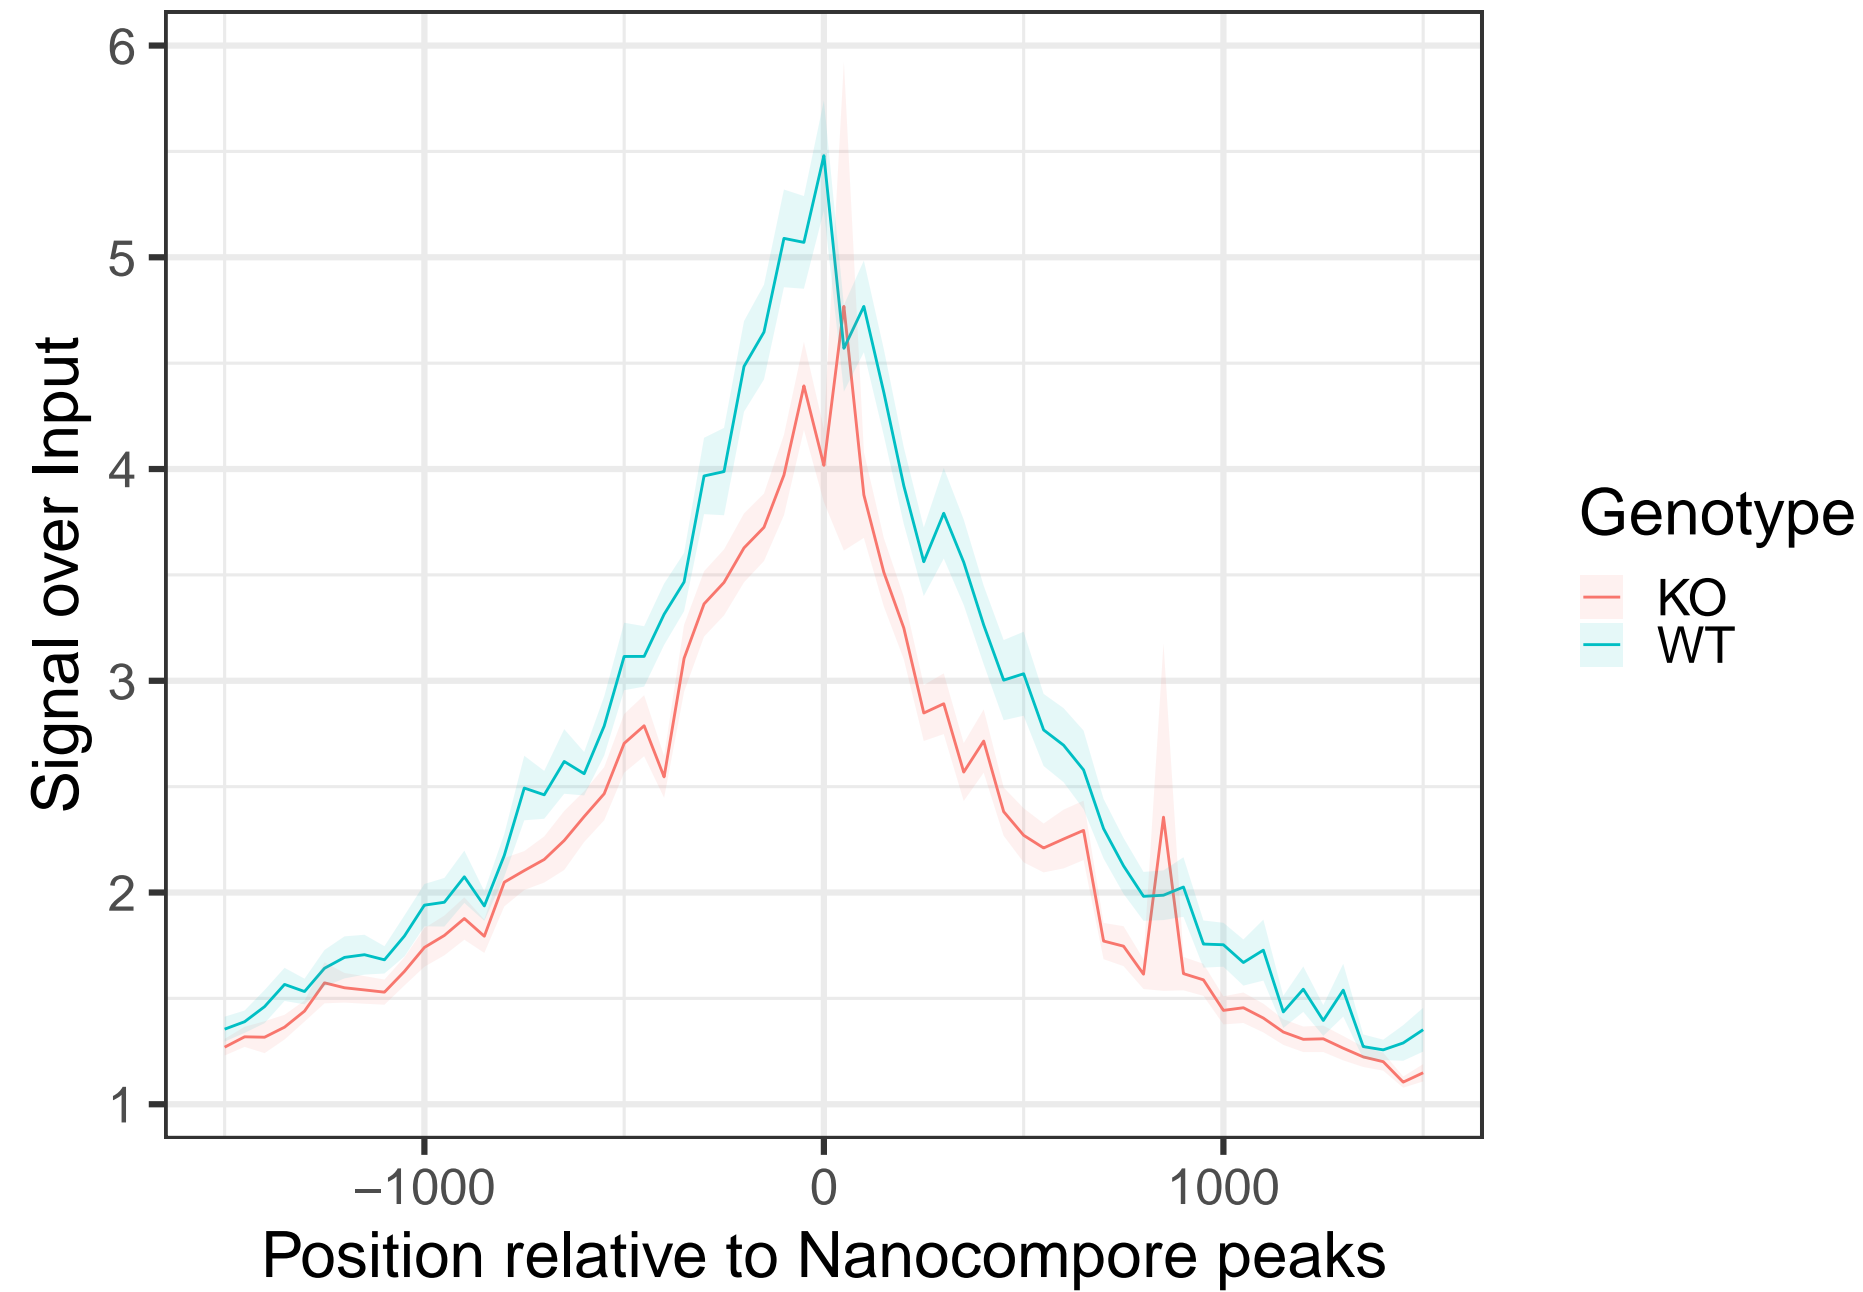 6
5
4
3
2
1
Signal over Input
−1000
0
1000
Position relative to Nanocompore peaks
Genotype
KO
WT